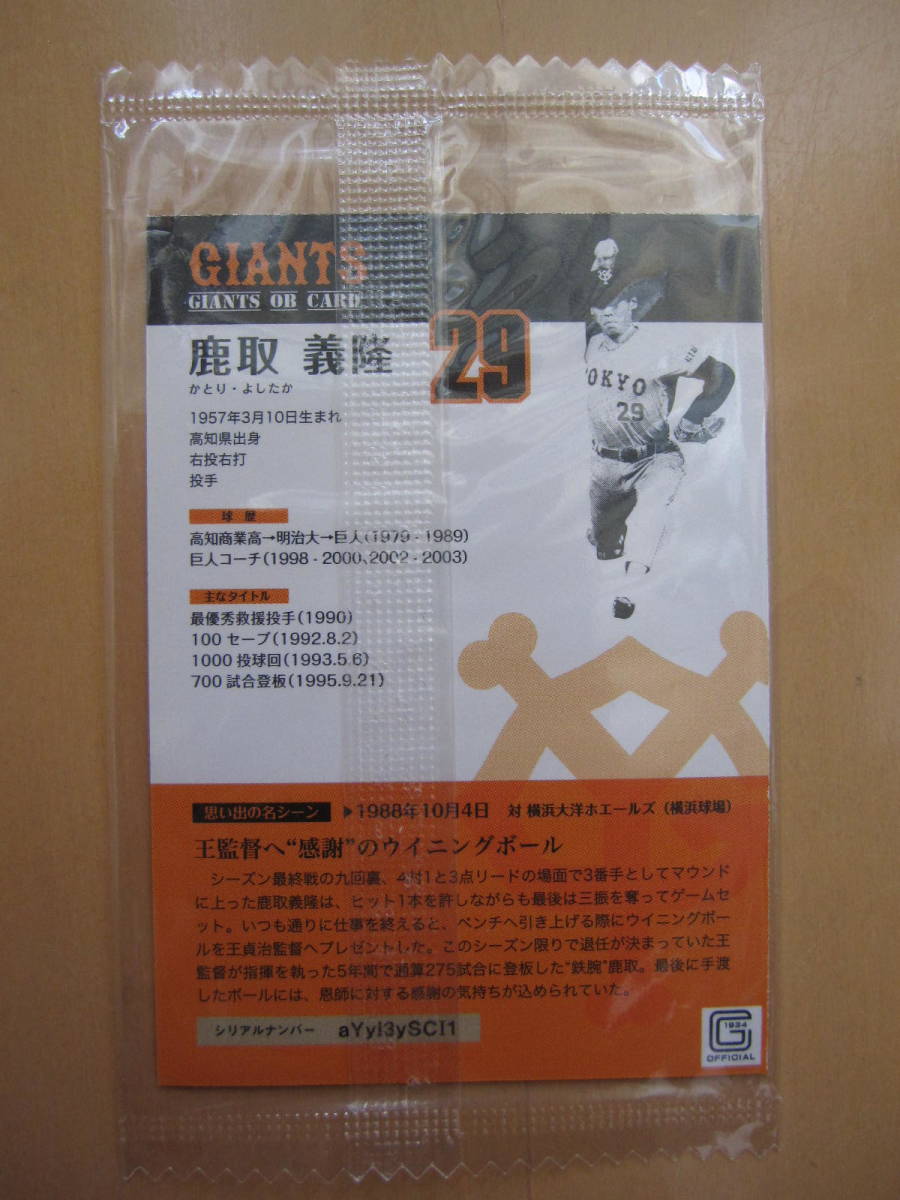 GIANTS
GIANTS OB CARD
鹿取 義隆
29
かとり・よしたか
1957年3月10日生まれ
高知県出身
右投右打
投手
TOKYO
29
球 歴
高知商業高→明治大→巨人(1979 - 1989)
巨人コーチ(1998 - 2000、2002 - 2003)
主なタイトル
最優秀救援投手(1990)
100 セーブ(1992.8.2)
1000 投球回(1993.5.6)
700 試合登板(1995.9.21)
思い出の名シーン ▶1988年10月4日 対 横浜大洋ホエールズ（横浜球場）
王監督へ“感謝”のウイニングボール
シーズン最終戦の九回裏、4対1と3点リードの場面で3番手としてマウンド
に上った鹿取義隆は、ヒット1本を許しながらも最後は三振を奪ってゲームセ
ット。いつも通りに仕事を終えると、ベンチへ引き上げる際にウイニングボー
ルを王貞治監督へプレゼントした。このシーズン限りで退任が決まっていた王
監督が指揮を執った5年間で通算275試合に登板した“鉄腕”鹿取。最後に手渡
したボールには、恩師に対する感謝の気持ちが込められていた。
シリアルナンバー aYyI3ySCI1
1934
OFFICIAL